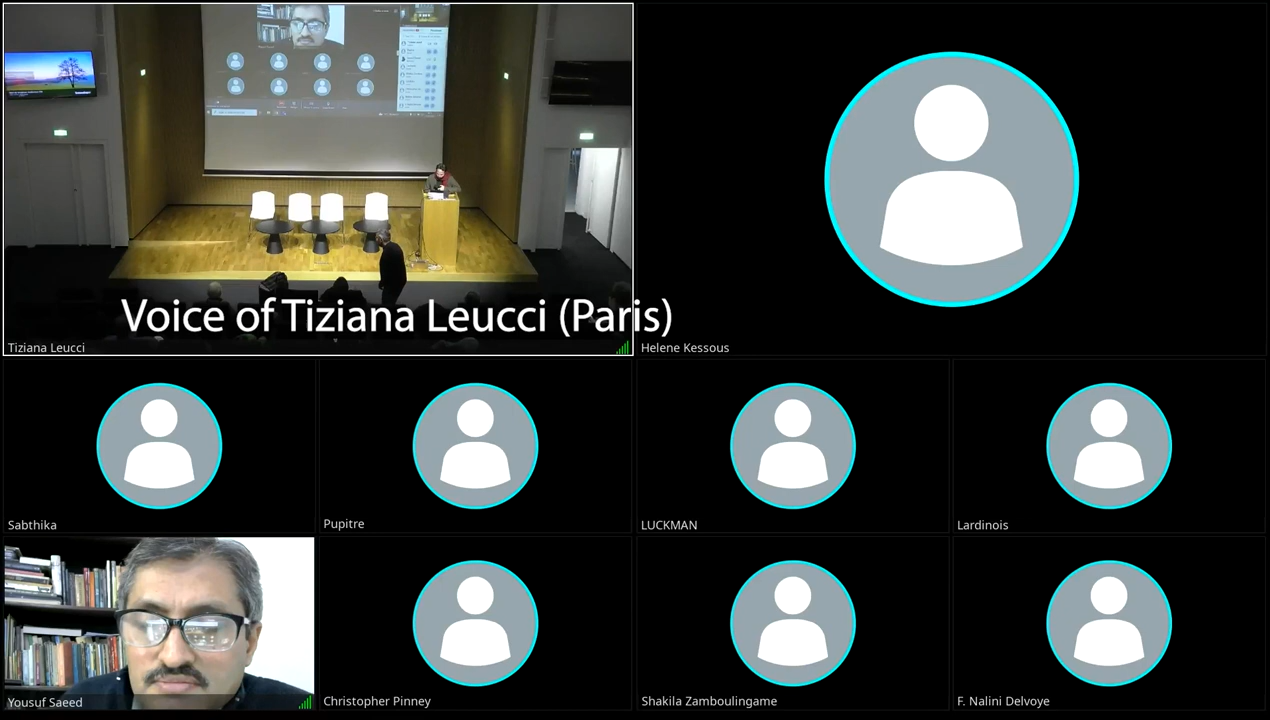 Voice of Tiziana Leucci (Paris)
Tiziana Leucci
Helene Kessous
Sabthika
Pupitre
LUCKMAN
Lardinois
Yousuf Saeed
Christopher Pinney
Shakila Zamboulingame
F. Nalini Delvoye